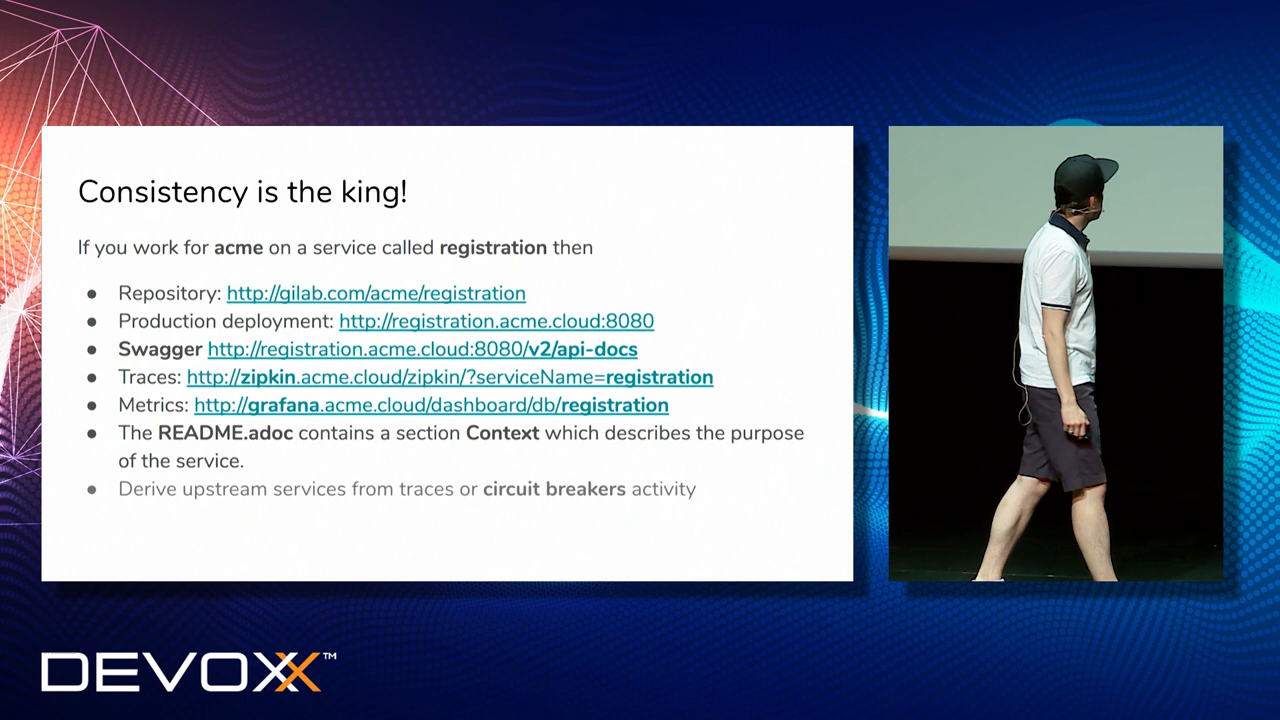 Consistency is the king!
If you work for acme on a service called registration then
● Repository: http://gilab.com/acme/registration
● Production deployment: http://registration.acme.cloud:8080
● Swagger http://registration.acme.cloud:8080/v2/api-docs
● Traces: http://zipkin.acme.cloud/zipkin/?serviceName=registration
● Metrics: http://grafana.acme.cloud/dashboard/db/registration
● The README.adoc contains a section Context which describes the purpose
of the service.
● Derive upstream services from traces or circuit breakers activity
DEVOXX™